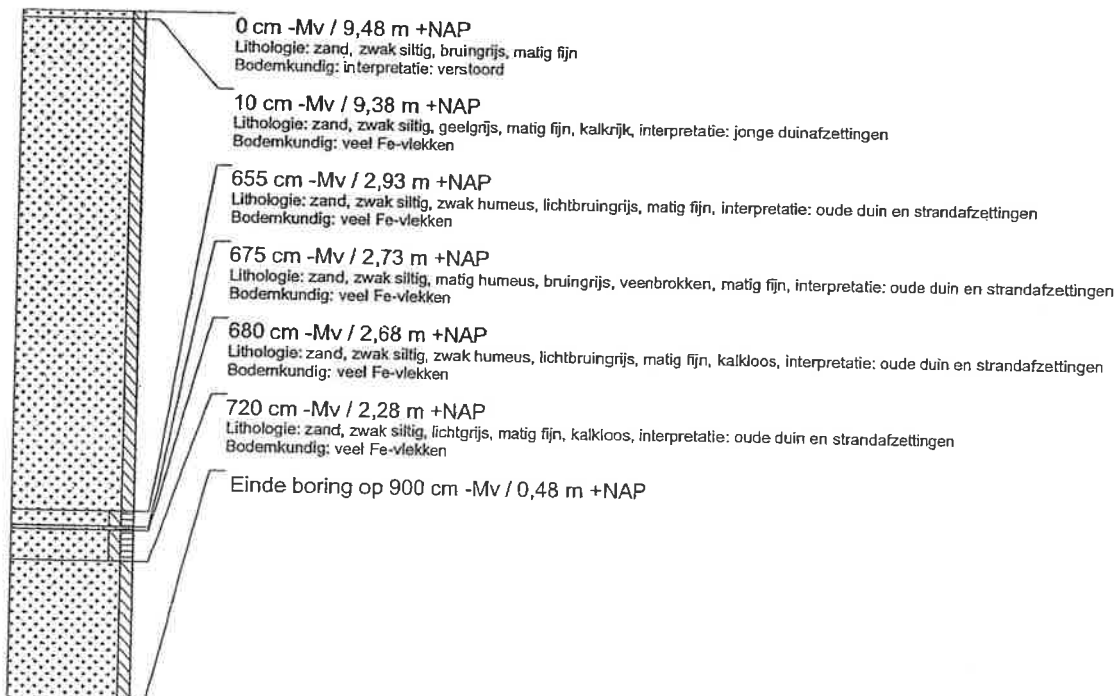 0 cm -Mv / 9,48 m +NAP
Lithologie: zand, zwak siltig, bruingrijs, matig fijn
Bodemkundig: interpretatie: verstoord
10 cm -Mv / 9,38 m +NAP
Lithologie: zand, zwak siltig, geelgrijs, matig fijn, kalkrijk, interpretatie: jonge duinafzettingen
Bodemkundig: veel Fe-vlekken
655 cm -Mv / 2,93 m +NAP
Lithologie: zand, zwak siltig, zwak humeus, lichtbruingrijs, matig fijn, interpretatie: oude duin en strandafzettingen
Bodemkundig: veel Fe-vlekken
675 cm -Mv / 2,73 m +NAP
Lithologie: zand, zwak siltig, matig humeus, bruingrijs, veenbrokken, matig fijn, interpretatie: oude duin en strandafzettingen
Bodemkundig: veel Fe-vlekken
680 cm -Mv / 2,68 m +NAP
Lithologie: zand, zwak siltig, zwak humeus, lichtbruingrijs, matig fijn, kalkloos, interpretatie: oude duin en strandafzettingen
Bodemkundig: veel Fe-vlekken
720 cm -Mv / 2,28 m +NAP
Lithologie: zand, zwak siltig, lichtgrijs, matig fijn, kalkloos, interpretatie: oude duin en strandafzettingen
Bodemkundig: veel Fe-vlekken
Einde boring op 900 cm -Mv / 0,48 m +NAP